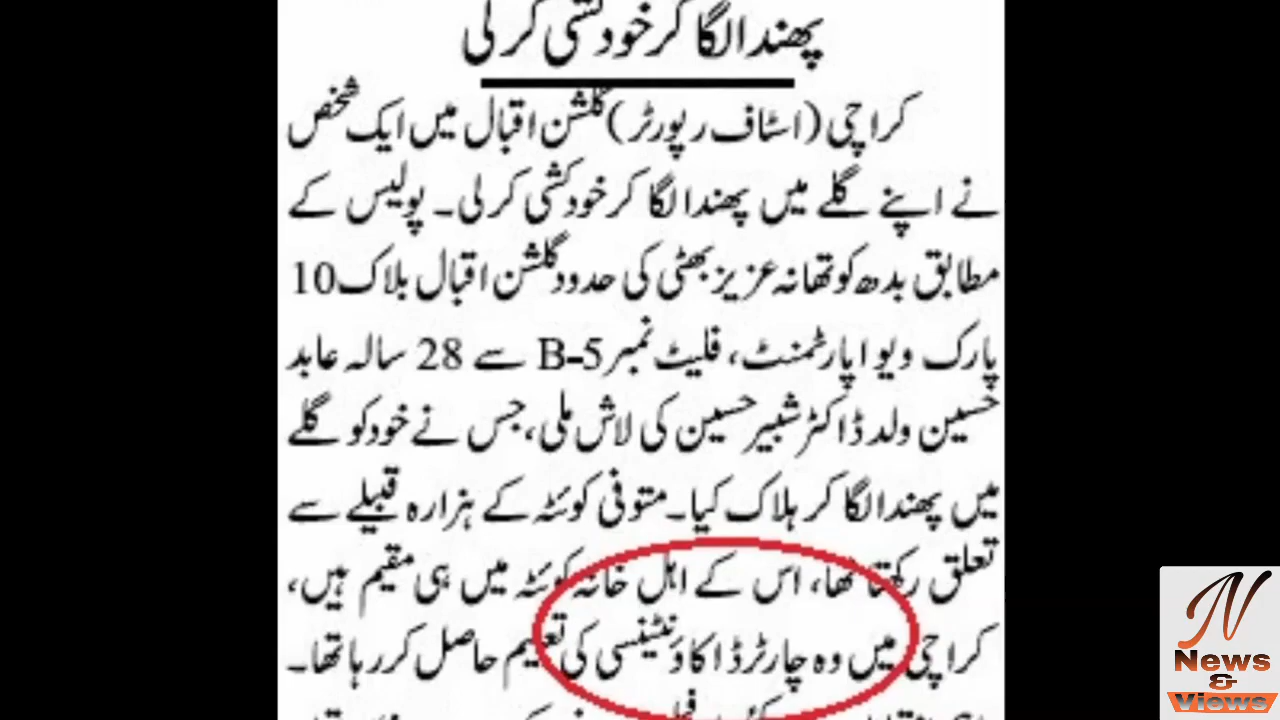 پھندا لگا کر خودکشی کر لی
کراچی (اسٹاف رپورٹر) گلشن اقبال میں ایک شخص
نے اپنے گلے میں پھندا لگا کر خودکشی کر لی۔ پولیس کے
مطابق بدھ کو تھانہ عزیز بھٹی کی حدود گلشن اقبال بلاک 10
پارک ویو اپارٹمنٹ، فلیٹ نمبر B-5 سے 28 سالہ عابد
حسین ولد ڈاکٹر شبیر حسین کی لاش ملی، جس نے خود کو گلے
میں پھندا لگا کر ہلاک کیا۔ متوفی کوئٹہ کے ہزارہ قبیلے سے
تعلق رکھتا تھا، اس کے اہل خانہ کوئٹہ میں ہی مقیم ہیں،
کراچی میں وہ چارٹرڈ اکاؤنٹینسی کی تعلیم حاصل کر رہا تھا۔
N
News
&
Views